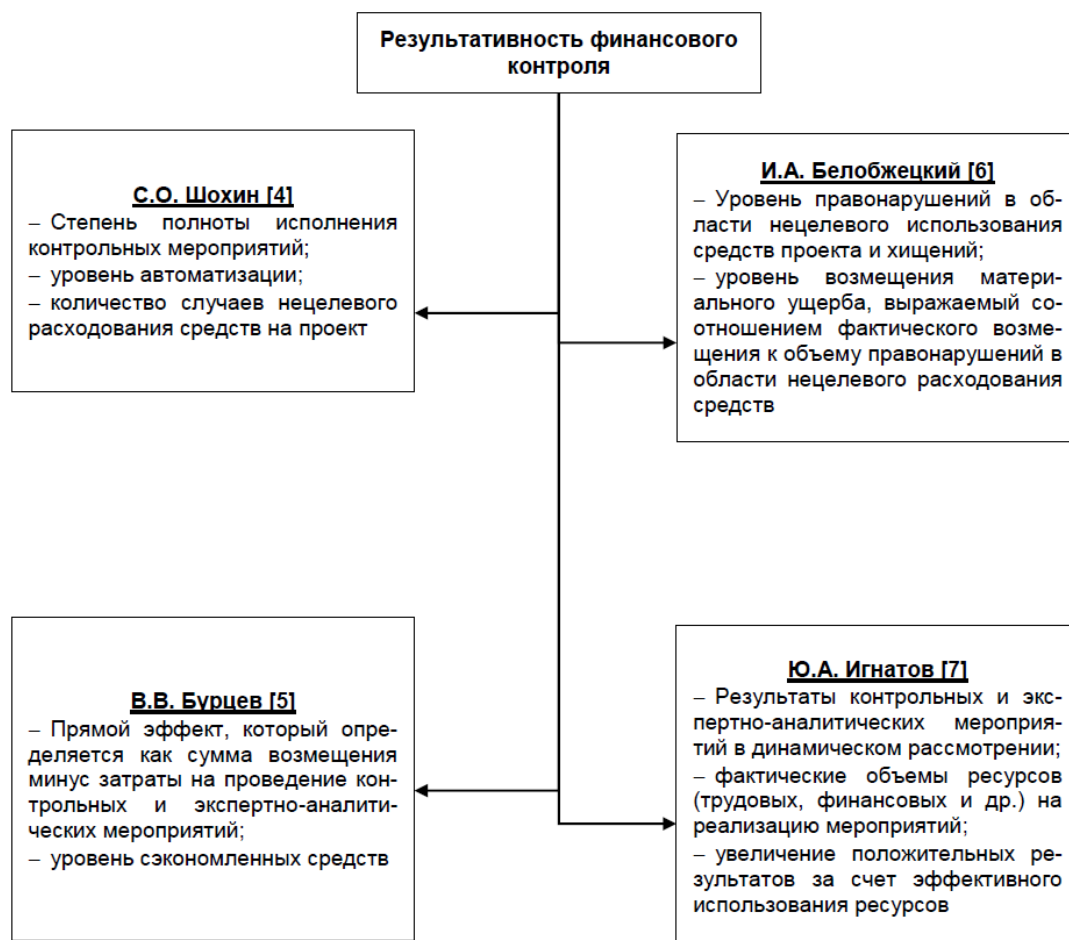 Результативность финансового
контроля
С.О. Шохин [4]
– Степень полноты исполнения
контрольных мероприятий;
– уровень автоматизации;
– количество случаев нецелевого
расходования средств на проект
И.А. Белобжецкий [6]
– Уровень правонарушений в об-
ласти нецелевого использования
средств проекта и хищений;
– уровень возмещения матери-
ального ущерба, выражаемый со-
отношением фактического возме-
щения к объему правонарушений в
области нецелевого расходования
средств
В.В. Бурцев [5]
– Прямой эффект, который опре-
деляется как сумма возмещения
минус затраты на проведение кон-
трольных и экспертно-аналити-
ческих мероприятий;
– уровень сэкономленных средств
Ю.А. Игнатов [7]
– Результаты контрольных и экс-
пертно-аналитических мероприя-
тий в динамическом рассмотрении;
– фактические объемы ресурсов
(трудовых, финансовых и др.) на
реализацию мероприятий;
– увеличение положительных ре-
зультатов за счет эффективного
использования ресурсов